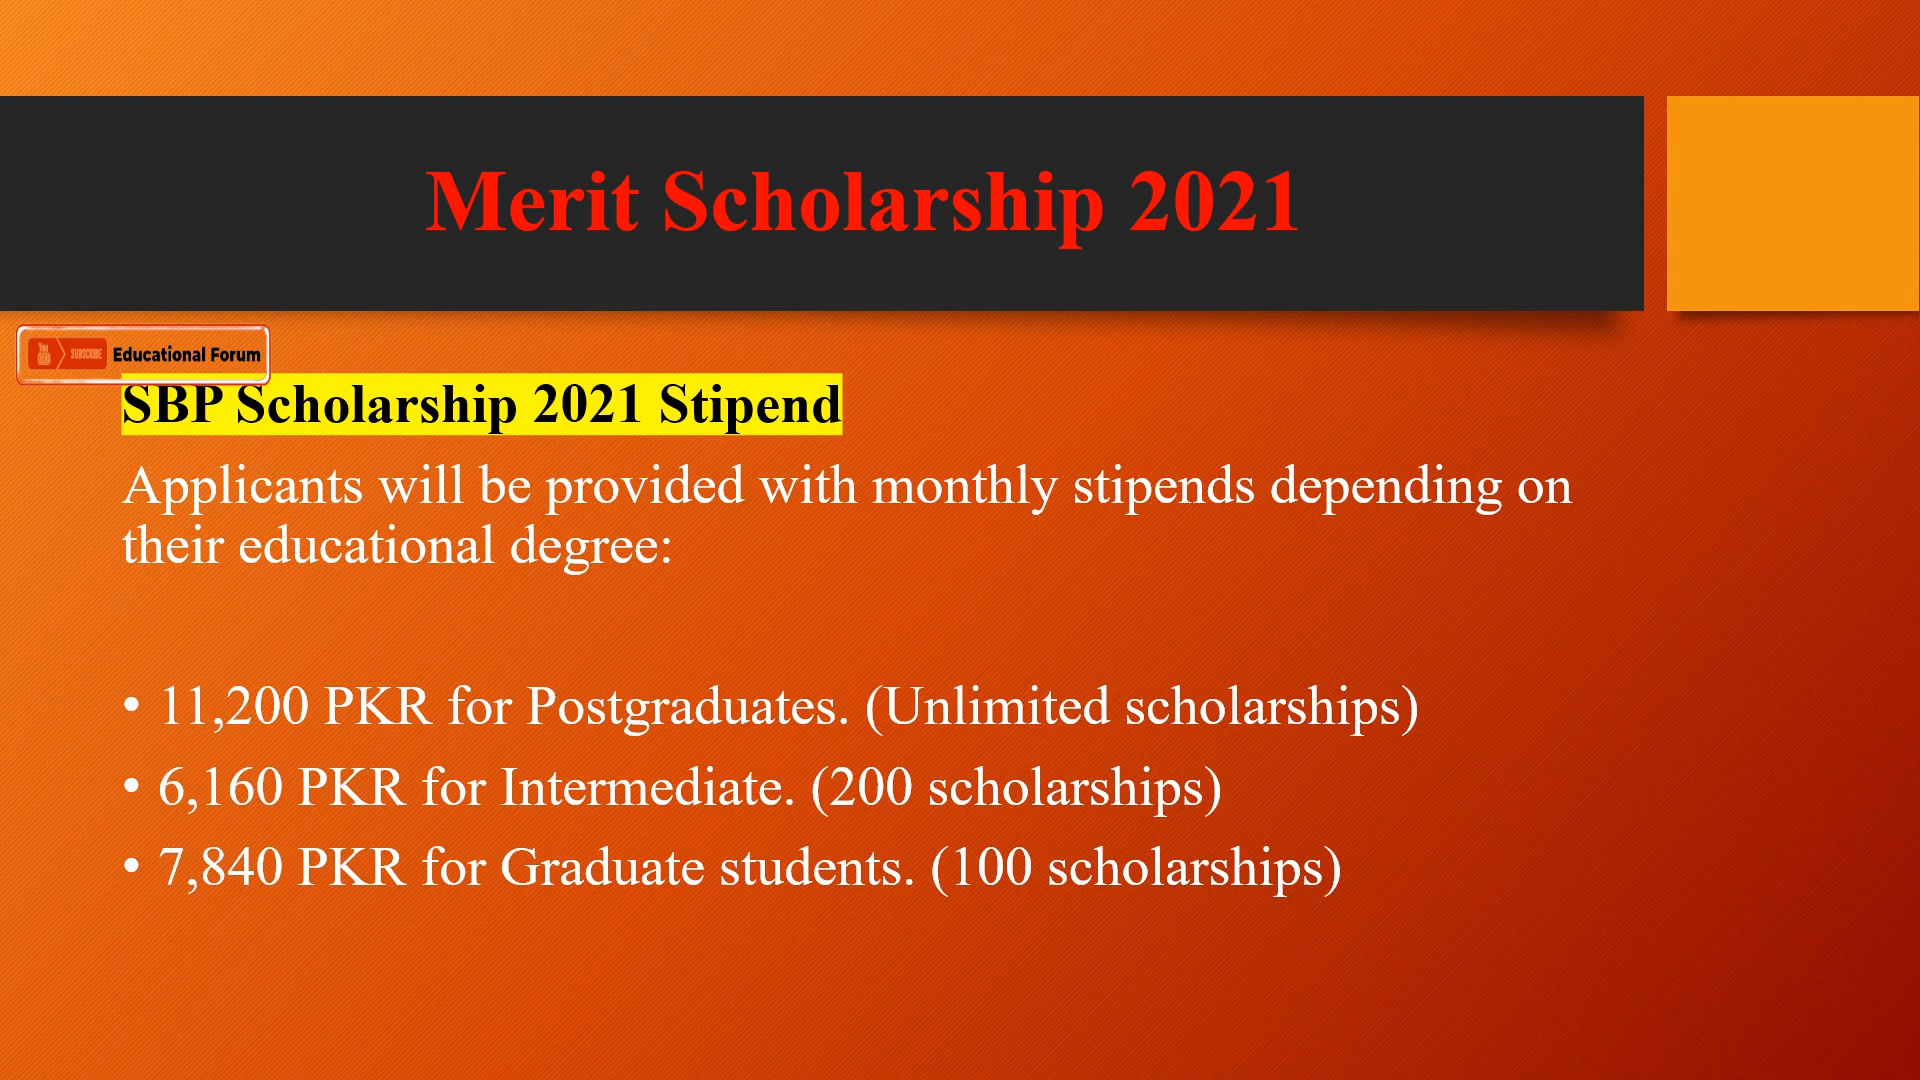 Merit Scholarship 2021
You
SUBSCRIBE
Educational Forum
SBP Scholarship 2021 Stipend
Applicants will be provided with monthly stipends depending on
their educational degree:
• 11,200 PKR for Postgraduates. (Unlimited scholarships)
• 6,160 PKR for Intermediate. (200 scholarships)
• 7,840 PKR for Graduate students. (100 scholarships)